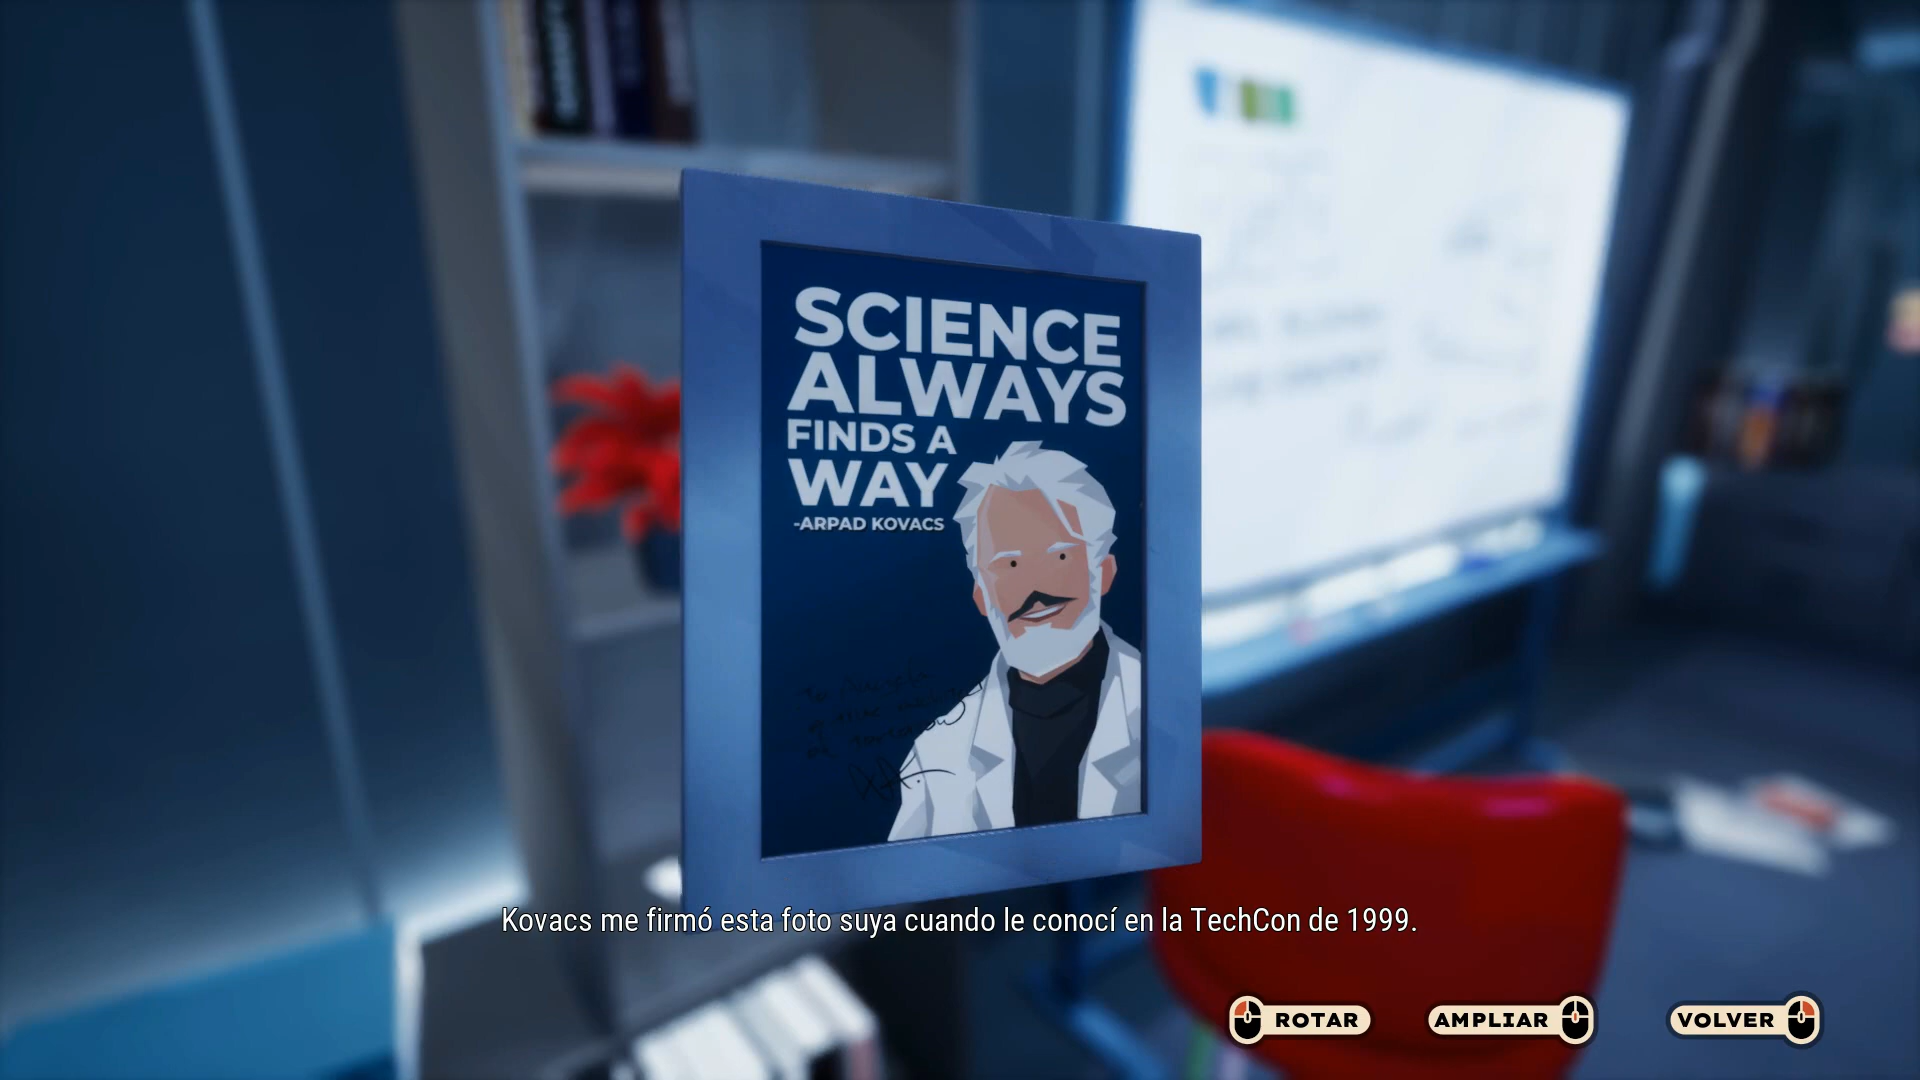 SCIENCE
ALWAYS
FINDS A
WAY
-ARPAD KOVACS
Kovacs me firmó esta foto suya cuando le conocí en la TechCon de 1999.
ROTAR
AMPLIAR
VOLVER